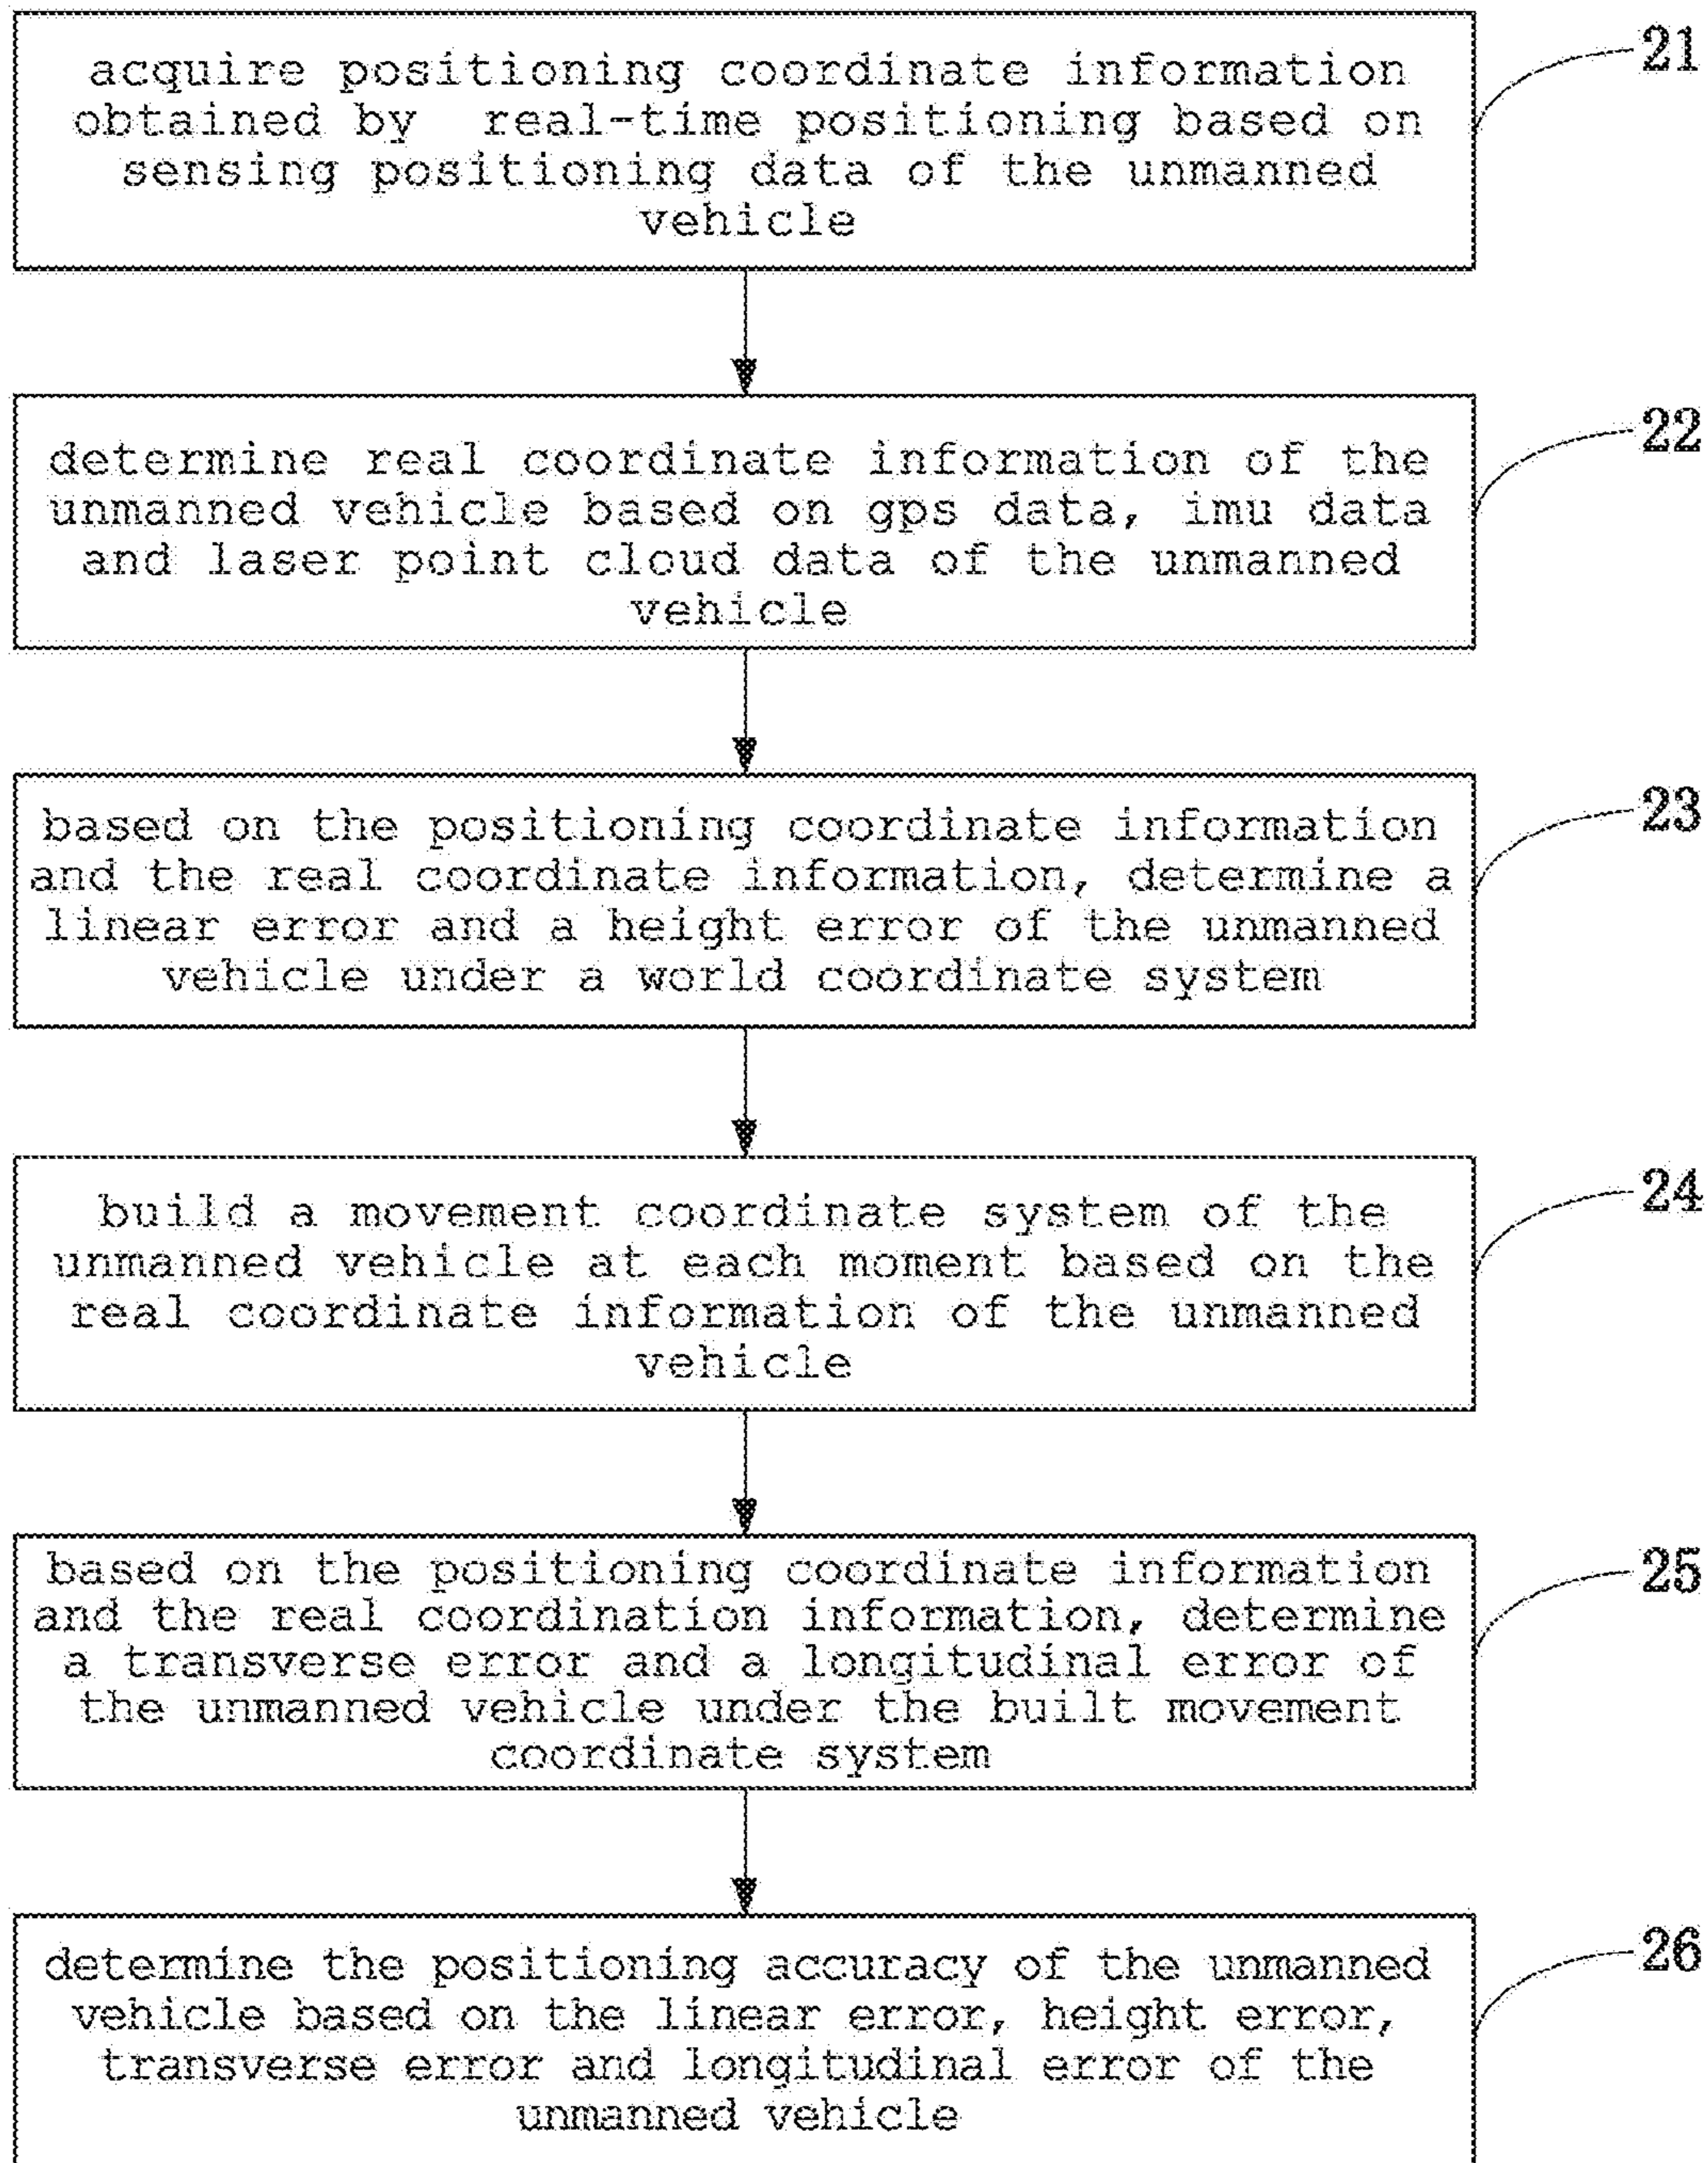 acquire positioning coordinate information
21
obtained by real-time positioning based on
sensing positioning data of the unmanned
vehicle
determine real coordinate information of the
22
unmanned vehicle based on gps data, imu data
and laser point cloud data of the unmanned
vehicle
based on the positioning coordinate information
23
and the real coordinate information, determine a
linear error and a height error of the unmanned
vehicle under a world coordinate system
build a movement coordinate system of the
24
unmanned vehicle at each moment based on the
real coordinate information of the unmanned
vehicle
based on the positioning coordinate information
25
and the real coordination information, determine
a transverse error and a longitudinal error of
the unmanned vehicle under the built movement
coordinate system
determine the positioning accuracy of the unmanned
26
vehicle based on the linear error, height error,
transverse error and longitudinal error of the
unmanned vehicle